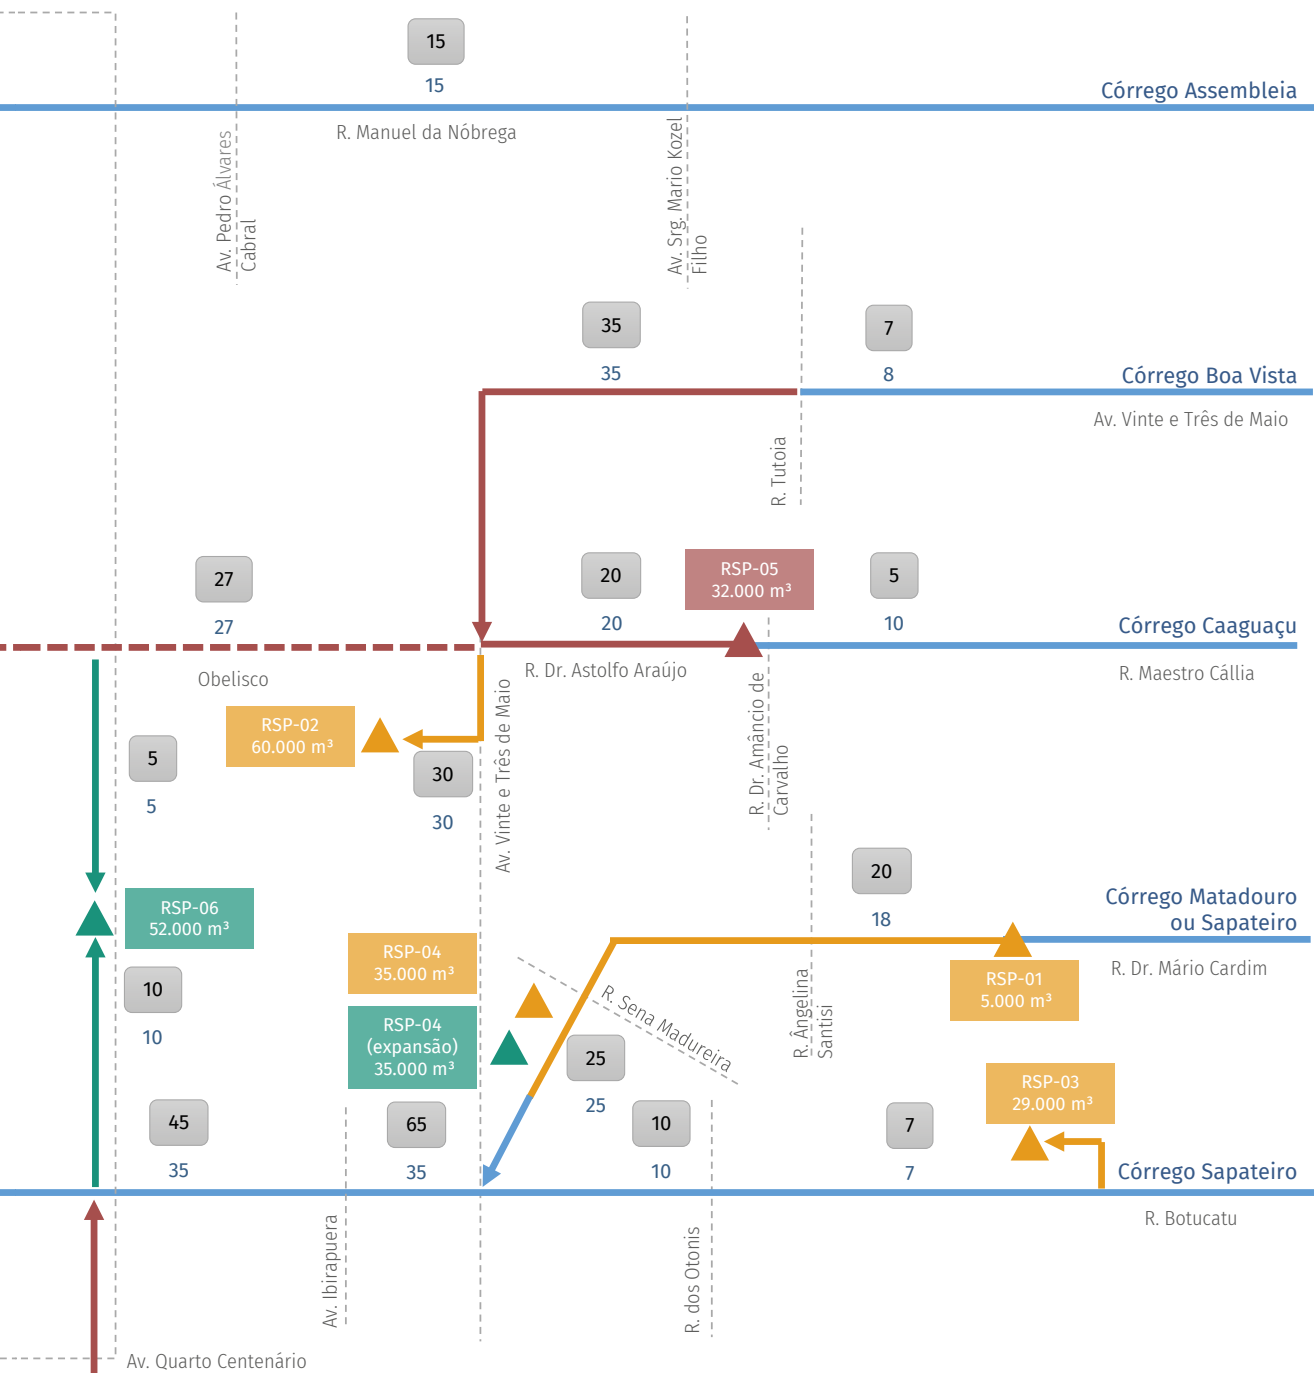 15
15
Córrego Assembleia
R. Manuel da Nóbrega
Av. Pedro Álvares
Cabral
Av. Srg. Mario Kozel
Filho
35
35
7
8
Córrego Boa Vista
Av. Vinte e Três de Maio
R. Tutoia
27
27
20
20
RSP-05
32.000 m³
5
10
Córrego Caaguaçu
Obelisco
R. Dr. Astolfo Araújo
R. Maestro Cállia
RSP-02
60.000 m³
Av. Vinte e Três de Maio
R. Dr. Amâncio de
Carvalho
5
5
30
30
20
18
Córrego Matadouro
ou Sapateiro
R. Dr. Mário Cardim
RSP-06
52.000 m³
RSP-04
35.000 m³
RSP-01
5.000 m³
R. Sena Madureira
R. Ângelina
Santisi
10
10
RSP-04
(expansão)
35.000 m³
25
25
RSP-03
29.000 m³
45
35
65
35
10
10
7
7
Córrego Sapateiro
R. Botucatu
Av. Ibirapuera
R. dos Otonis
Av. Quarto Centenário